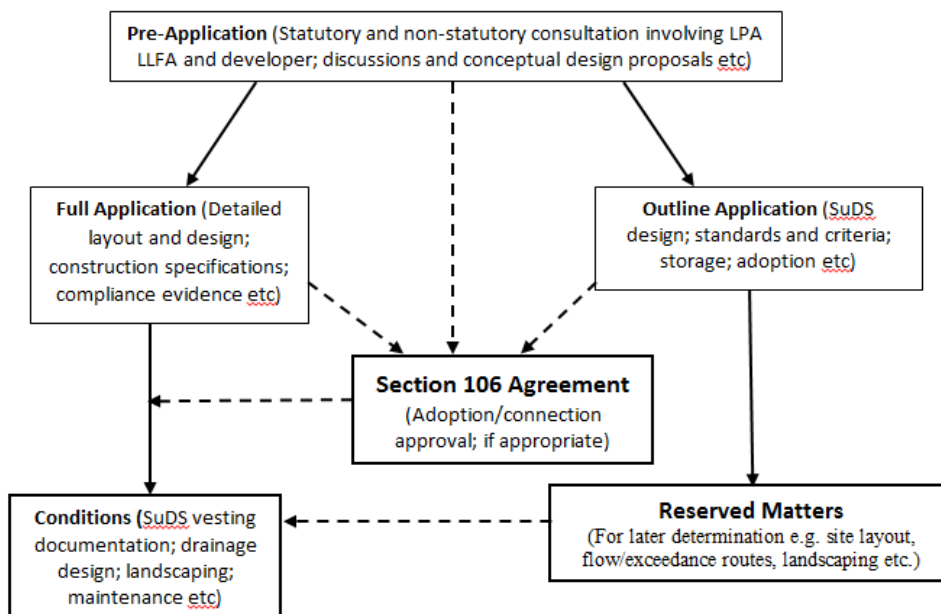 Pre-Application (Statutory and non-statutory consultation involving LPA
LLFA and developer; discussions and conceptual design proposals etc)
Full Application (Detailed
layout and design;
construction specifications;
compliance evidence etc)
Outline Application (SuDS
design; standards and criteria;
storage; adoption etc)
Section 106 Agreement
(Adoption/connection
approval; if appropriate)
Conditions (SuDS vesting
documentation; drainage
design; landscaping;
maintenance etc)
Reserved Matters
(For later determination e.g. site layout,
flow/exceedance routes, landscaping etc.)